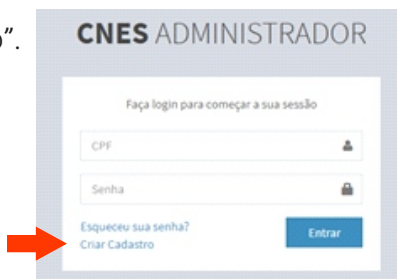 o”.
CNES ADMINISTRADOR
Faça login para começar a sua sessão
CPF
Senha
Esqueceu sua senha?
Entrar
Criar Cadastro